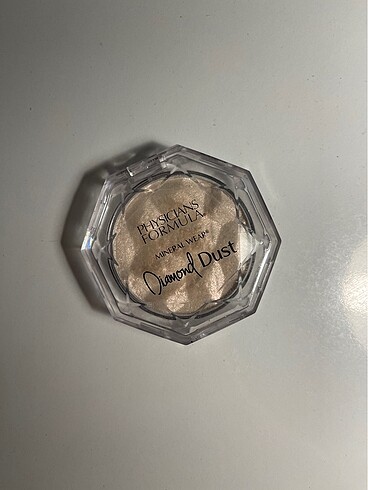 PHYSICIANS
FORMULA®
MINERAL WEAR®
Diamond DUST